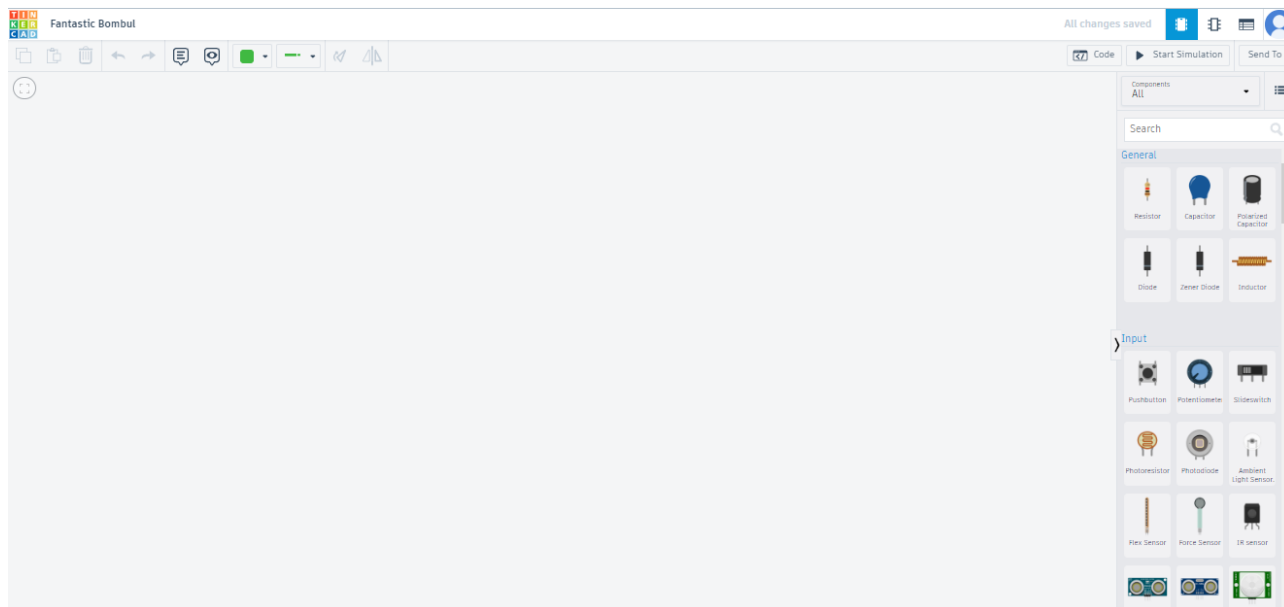 TIN
KER
CAD
Fantastic Bombul
All changes saved
Code
Start Simulation
Send To
Components
All
Search
General
Resistor
Capacitor
Polarized
Capacitor
Diode
Zener Diode
Inductor
Input
Pushbutton
Potentiometer
Slideswitch
Photoresistor
Photodiode
Ambient
Light Sensor
Flex Sensor
Force Sensor
IR sensor